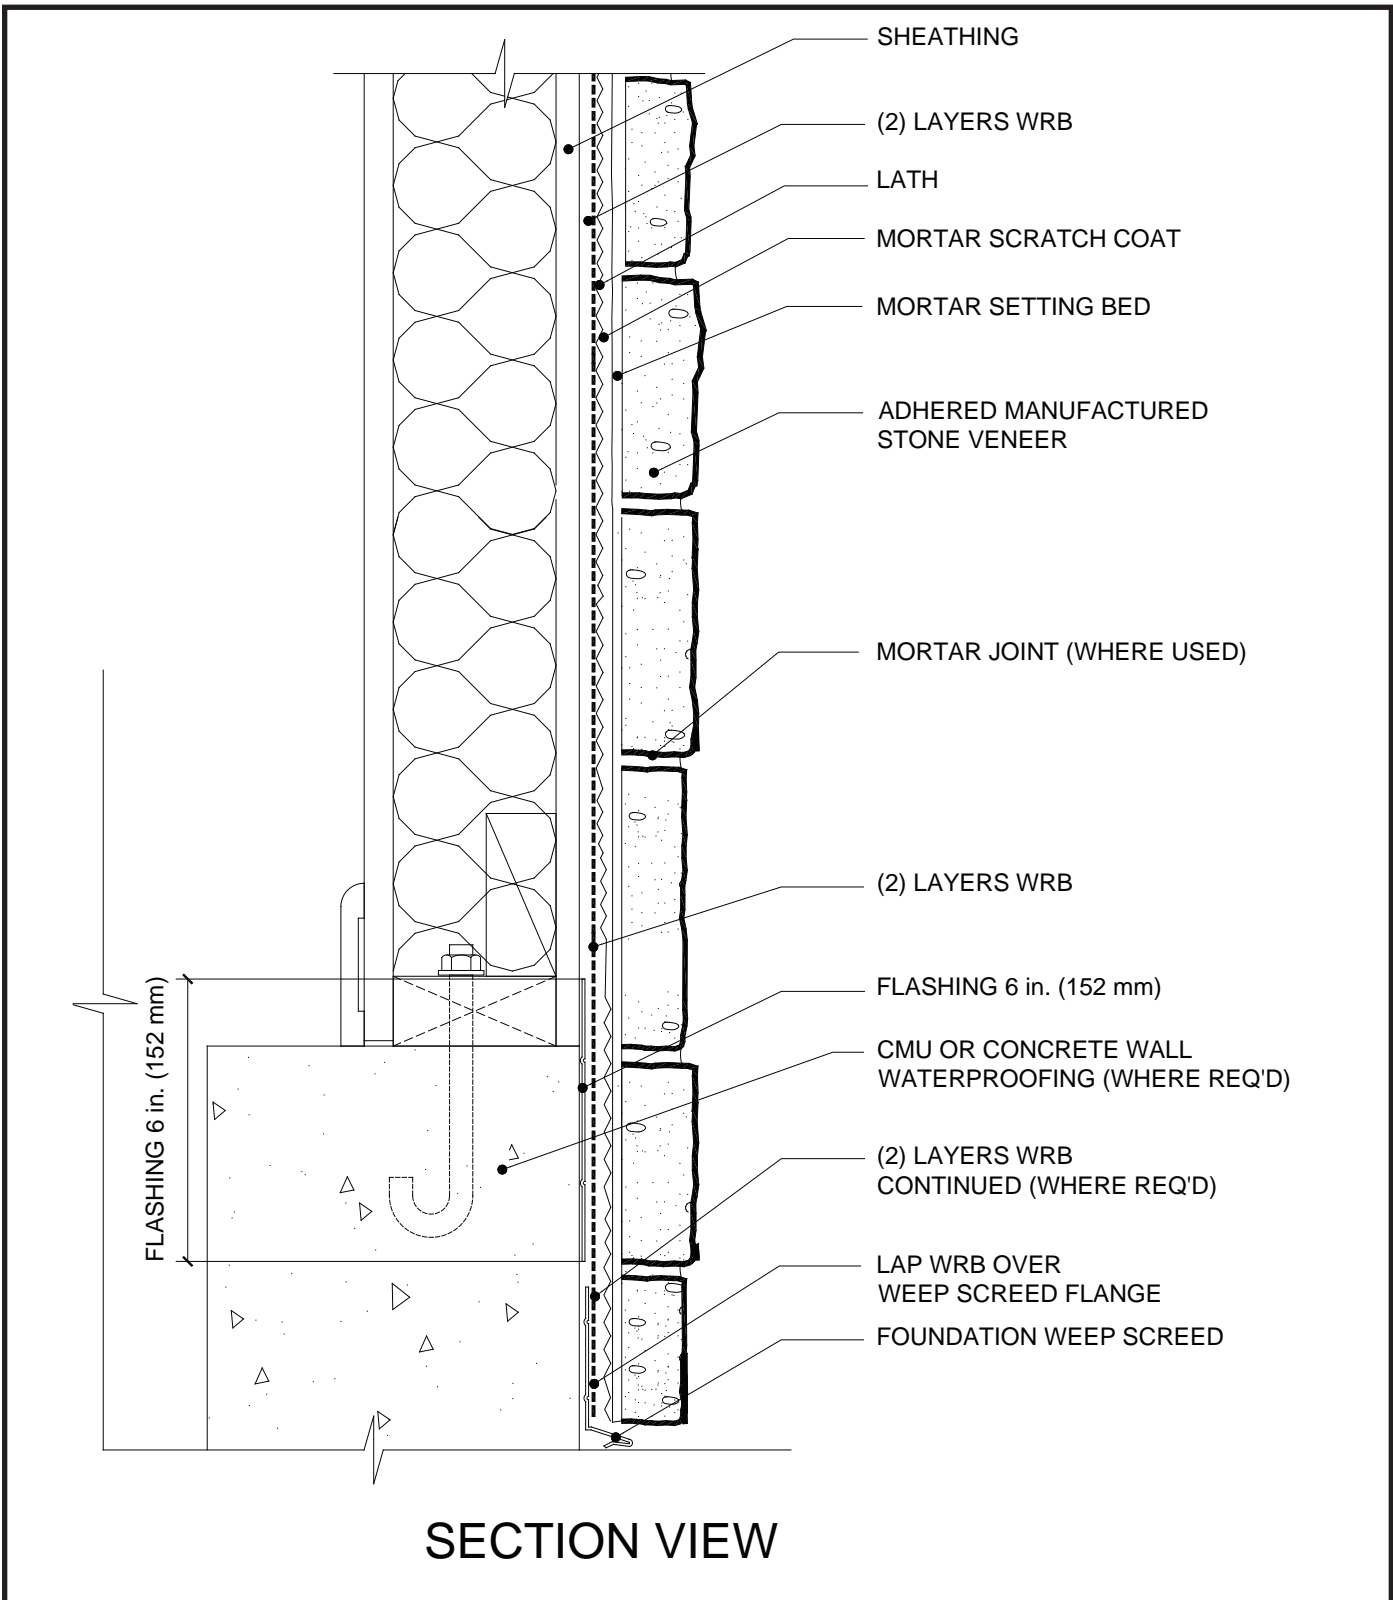 SHEATHING
(2) LAYERS WRB
LATH
MORTAR SCRATCH COAT
MORTAR SETTING BED
ADHERED MANUFACTURED
STONE VENEER
MORTAR JOINT (WHERE USED)
(2) LAYERS WRB
FLASHING 6 in. (152 mm)
FLASHING 6 in. (152 mm)
CMU OR CONCRETE WALL
WATERPROOFING (WHERE REQ'D)
(2) LAYERS WRB
CONTINUED (WHERE REQ'D)
LAP WRB OVER
WEEP SCREED FLANGE
FOUNDATION WEEP SCREED
SECTION VIEW